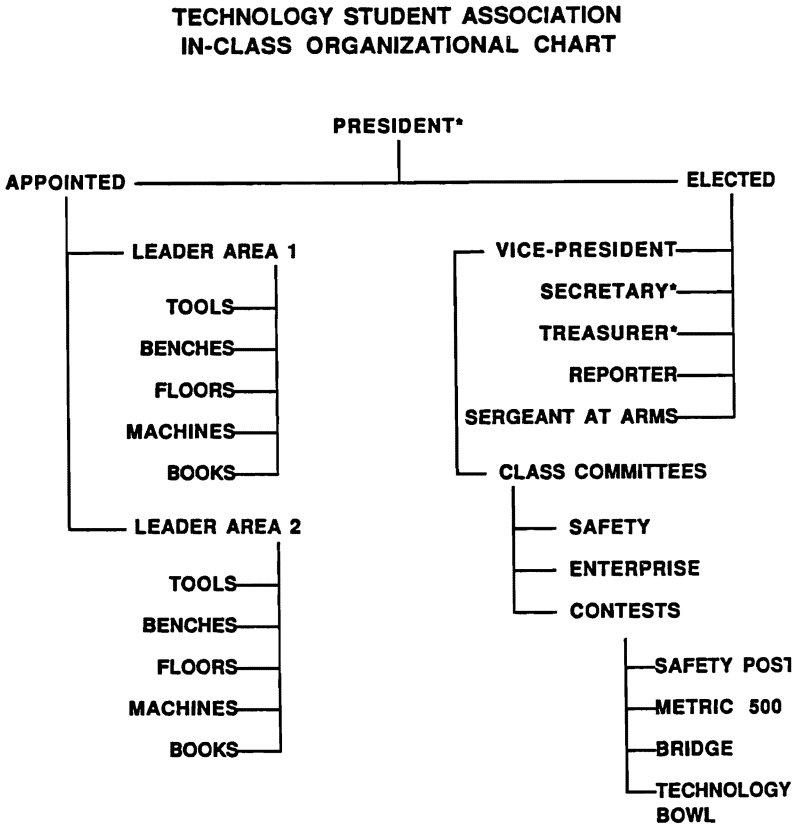 TECHNOLOGY STUDENT ASSOCIATION
IN-CLASS ORGANIZATIONAL CHART
PRESIDENT*
APPOINTED
ELECTED
LEADER AREA 1
TOOLS
BENCHES
FLOORS
MACHINES
BOOKS
LEADER AREA 2
TOOLS
BENCHES
FLOORS
MACHINES
BOOKS
VICE-PRESIDENT
SECRETARY*
TREASURER*
REPORTER
SERGEANT AT ARMS
CLASS COMMITTEES
SAFETY
ENTERPRISE
CONTESTS
SAFETY
METRIC 500
BRIDGE
TECHNOLOGY
BOWL